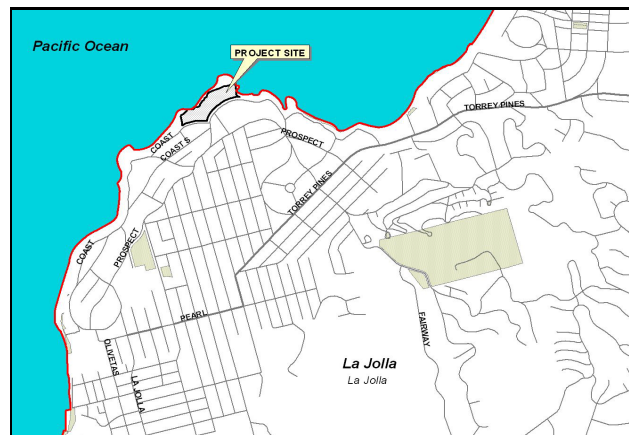 Pacific Ocean
PROJECT SITE
TORREY PINES
COAST
COAST S
PROSPECT
TORREY PINES
COAST
PROSPECT
PEARL
FAIRWAY
OLIVETAS
LA JOLLA
La Jolla
La Jolla